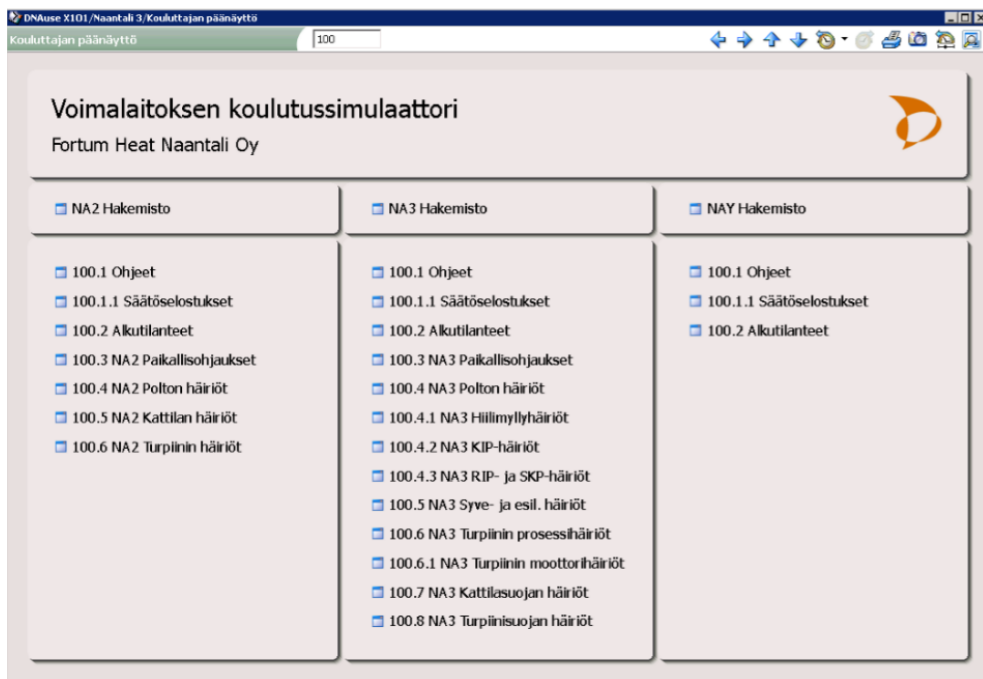 DNAuse X101/Naantali 3/Kouluttajan päänäyttö
Kouluttajan päänäyttö
100
Voimalaitoksen koulutussimulaattori
Fortum Heat Naantali Oy
NA2 Hakemisto
100.1 Ohjeet
100.1.1 Säätöselostukset
100.2 Alkutilanteet
100.3 NA2 Paikallisohjaukset
100.4 NA2 Polton häiriöt
100.5 NA2 Kattilan häiriöt
100.6 NA2 Turpiinin häiriöt
NA3 Hakemisto
100.1 Ohjeet
100.1.1 Säätöselostukset
100.2 Alkutilanteet
100.3 NA3 Paikallisohjaukset
100.4 NA3 Polton häiriöt
100.4.1 NA3 Hiilimyllyhäiriöt
100.4.2 NA3 KIP-häiriöt
100.4.3 NA3 RIP- ja SKP-häiriöt
100.5 NA3 Syve- ja esil. häiriöt
100.6 NA3 Turpiinin prosessihäiriöt
100.6.1 NA3 Turpiinin moottorihäiriöt
100.7 NA3 Kattilasuojan häiriöt
100.8 NA3 Turpiinisuojan häiriöt
NAY Hakemisto
100.1 Ohjeet
100.1.1 Säätöselostukset
100.2 Alkutilanteet